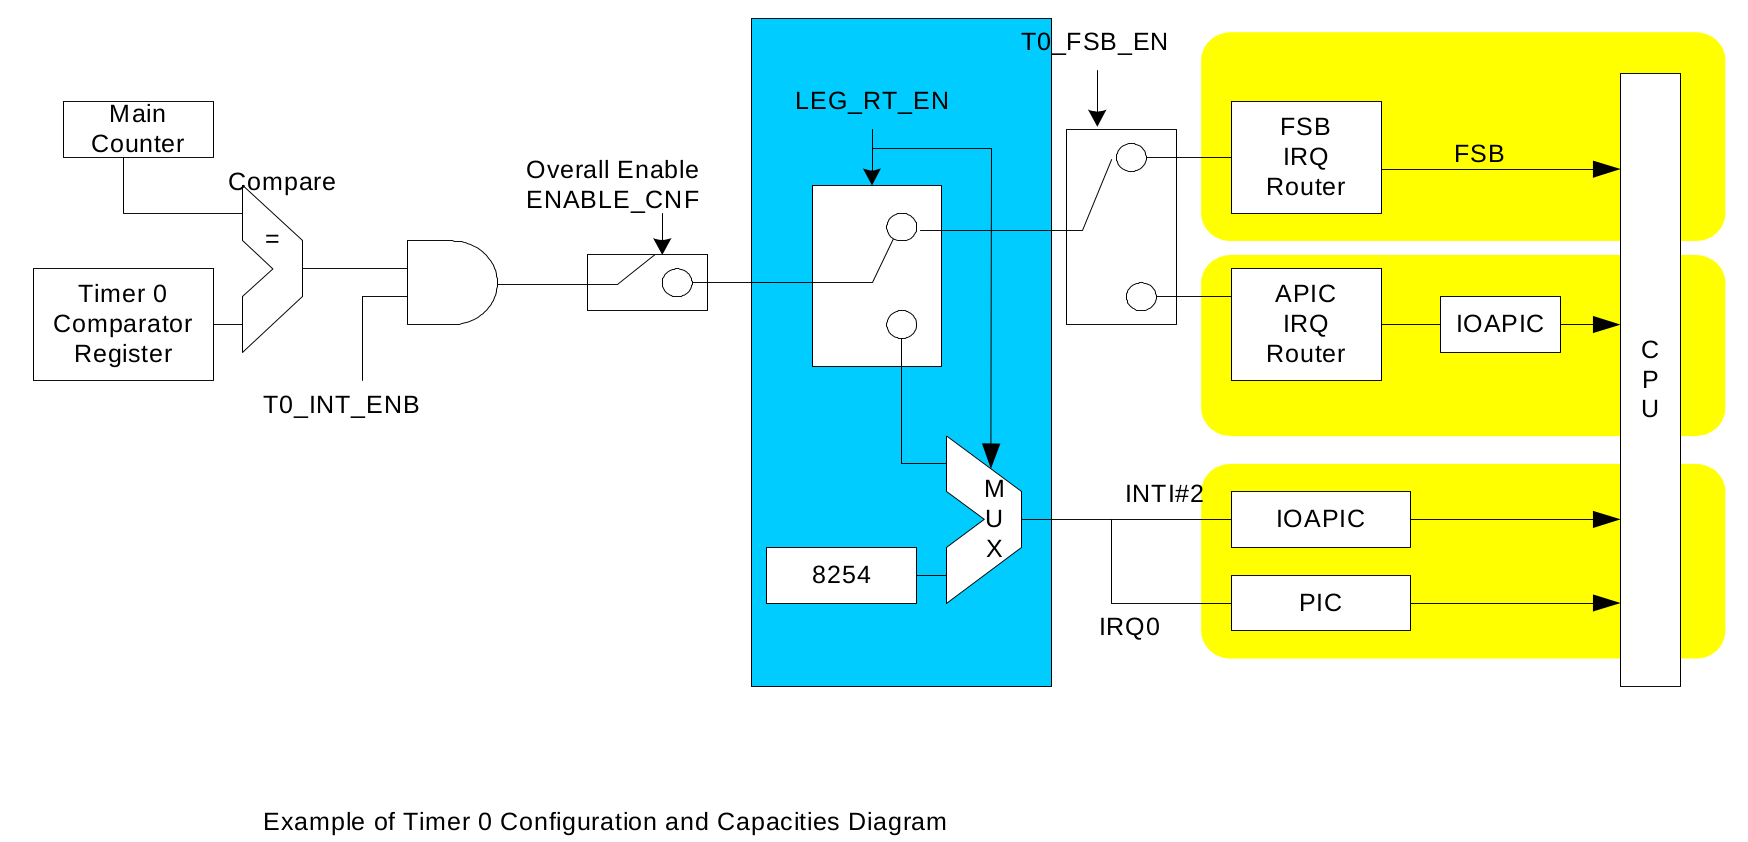 T0_FSB_EN
LEG_RT_EN
Main
Counter
Compare
=
Overall Enable
ENABLE_CNF
Timer 0
Comparator
Register
T0_INT_ENB
FSB
IRQ
Router
FSB
APIC
IRQ
Router
IOAPIC
C
P
U
M
U
X
8254
INTI#2
IOAPIC
IRQ0
PIC
Example of Timer 0 Configuration and Capacities Diagram